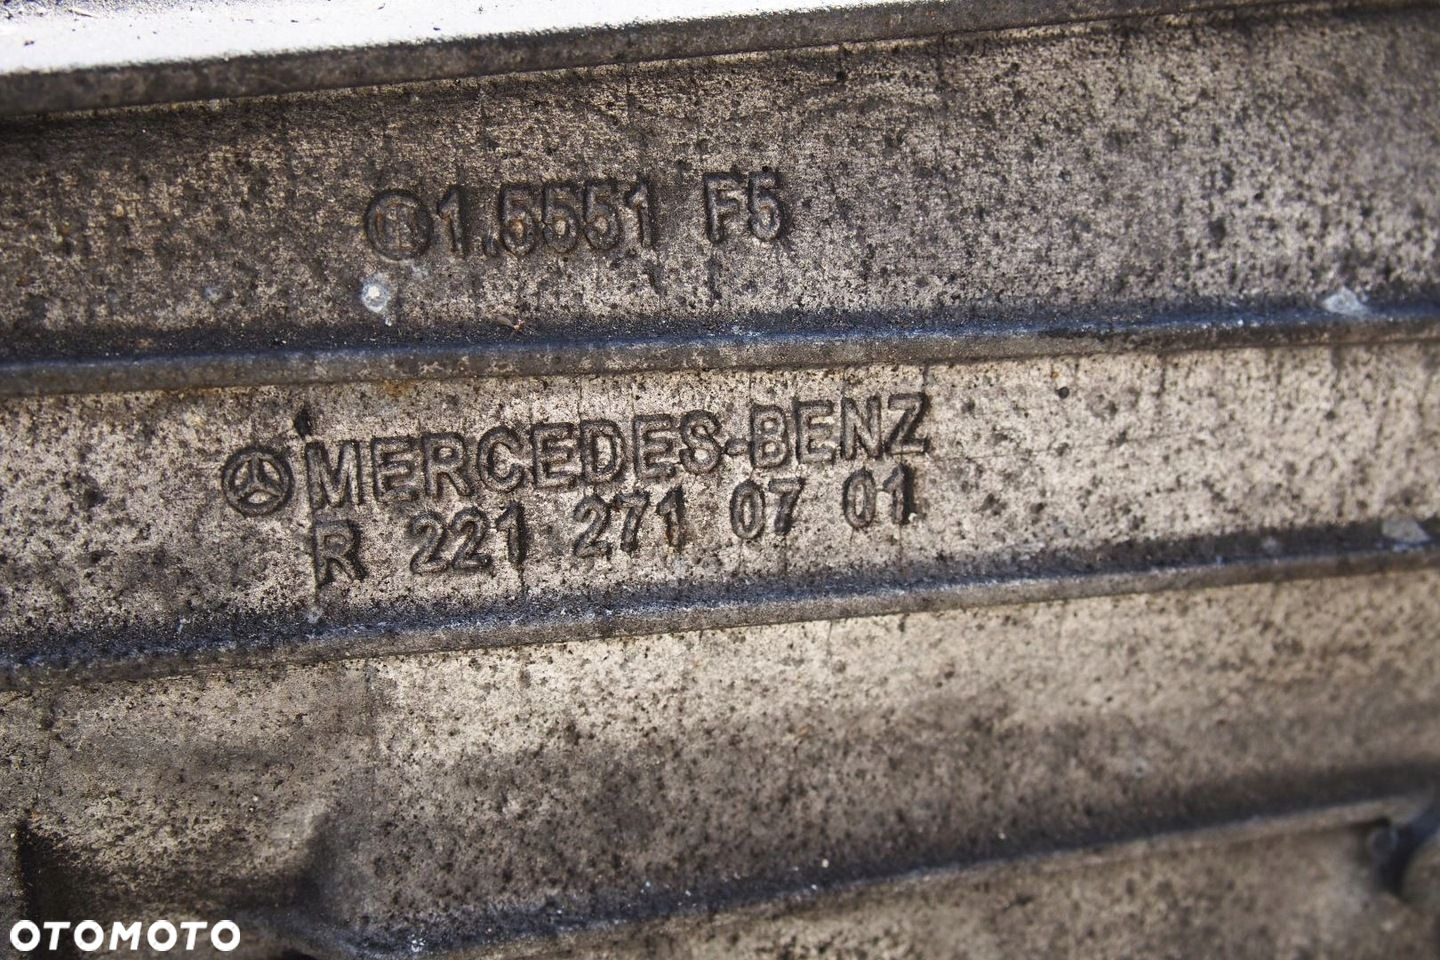 1.5551 F5
MERCEDES-BENZ
R 221 271 07 01
OTOMOTO